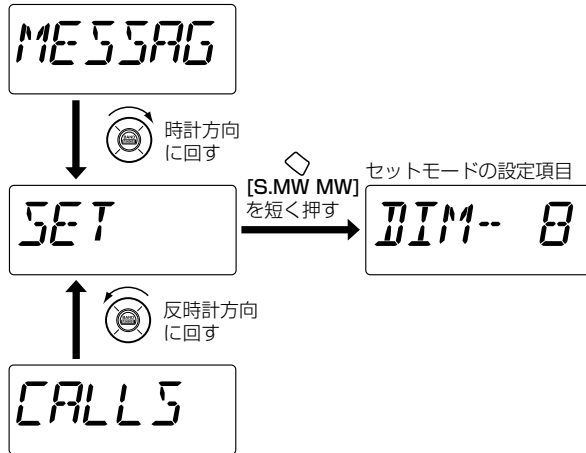 MESSAG
時計方向
に回す
SET
[S.MW MW]
を短く押す
セットモードの設定項目
DIM-- 8
反時計方向
に回す
CALLS